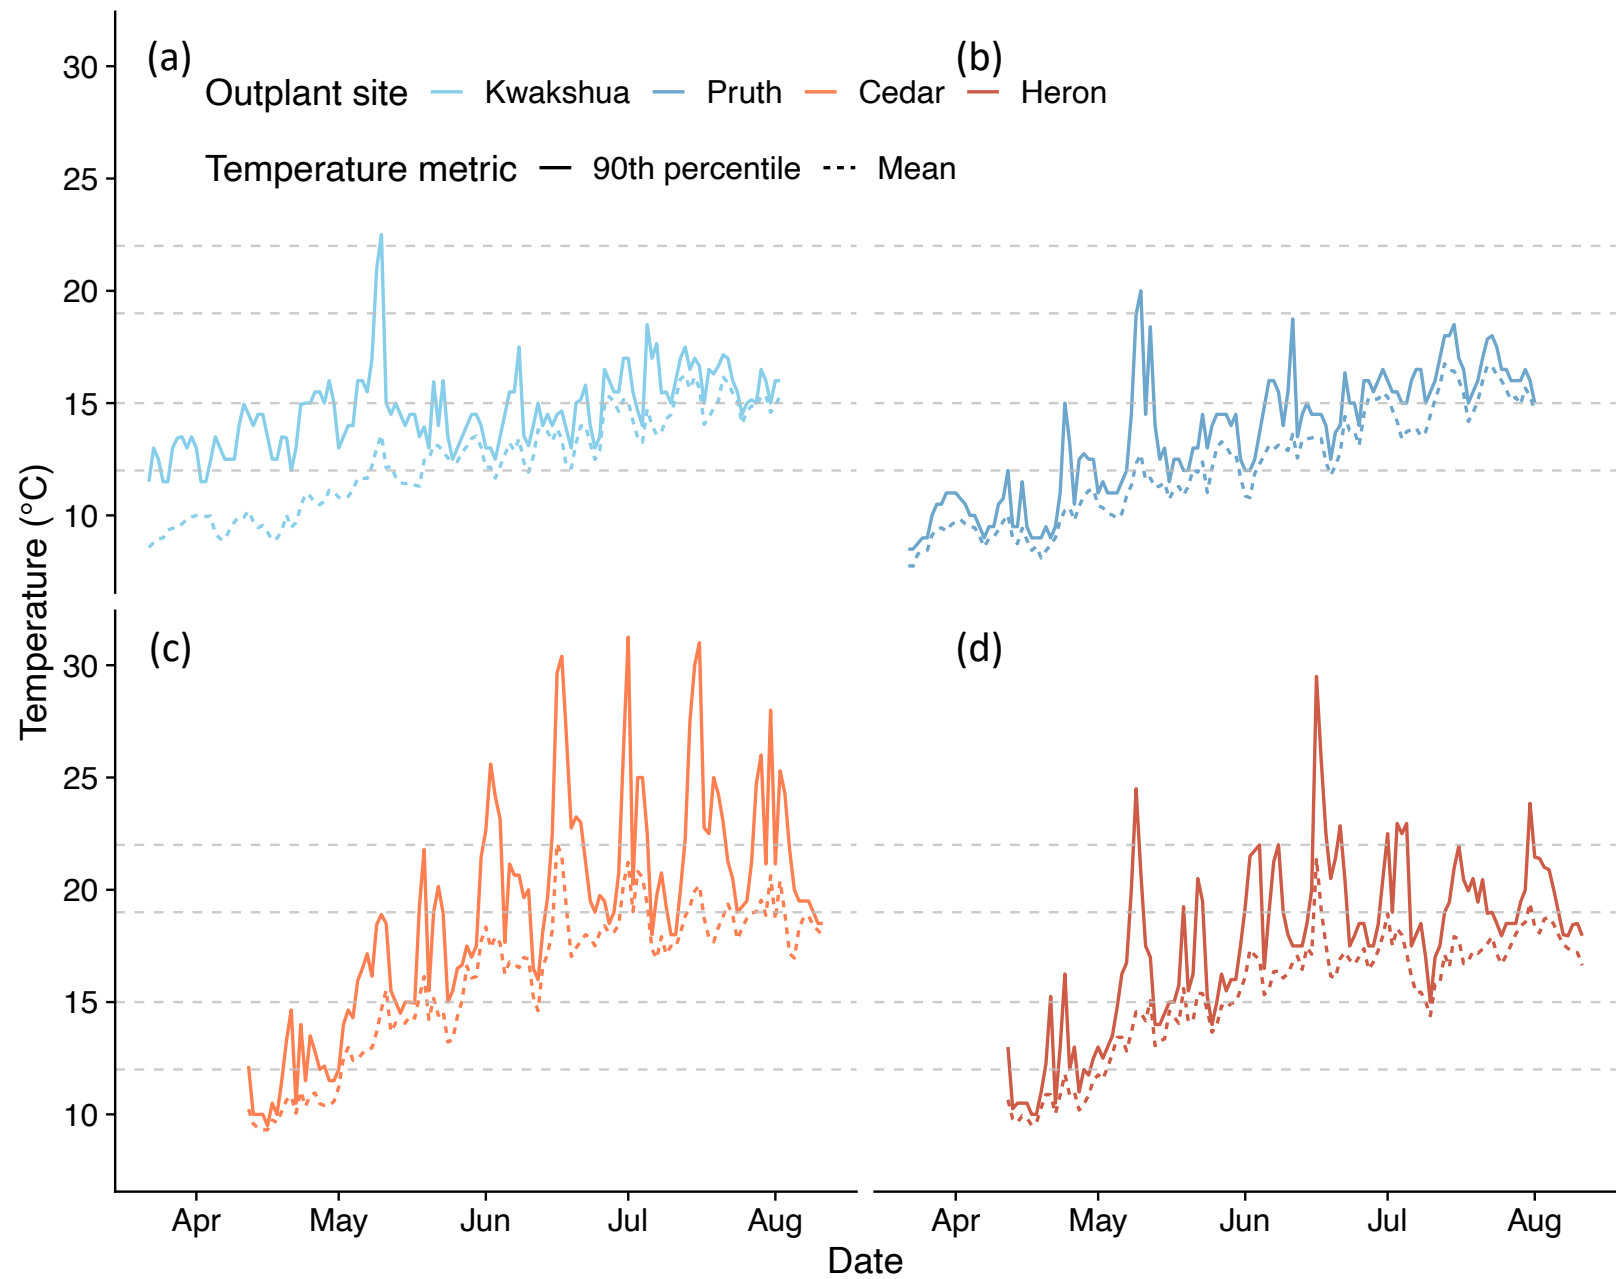 (a)
(b)
Outplant site Kwakshua Pruth Cedar Heron
Temperature metric 90th percentile Mean
30
25
20
15
10
Temperature (°C)
(c)
(d)
30
25
20
15
10
Apr May Jun Jul Aug
Apr May Jun Jul Aug
Date